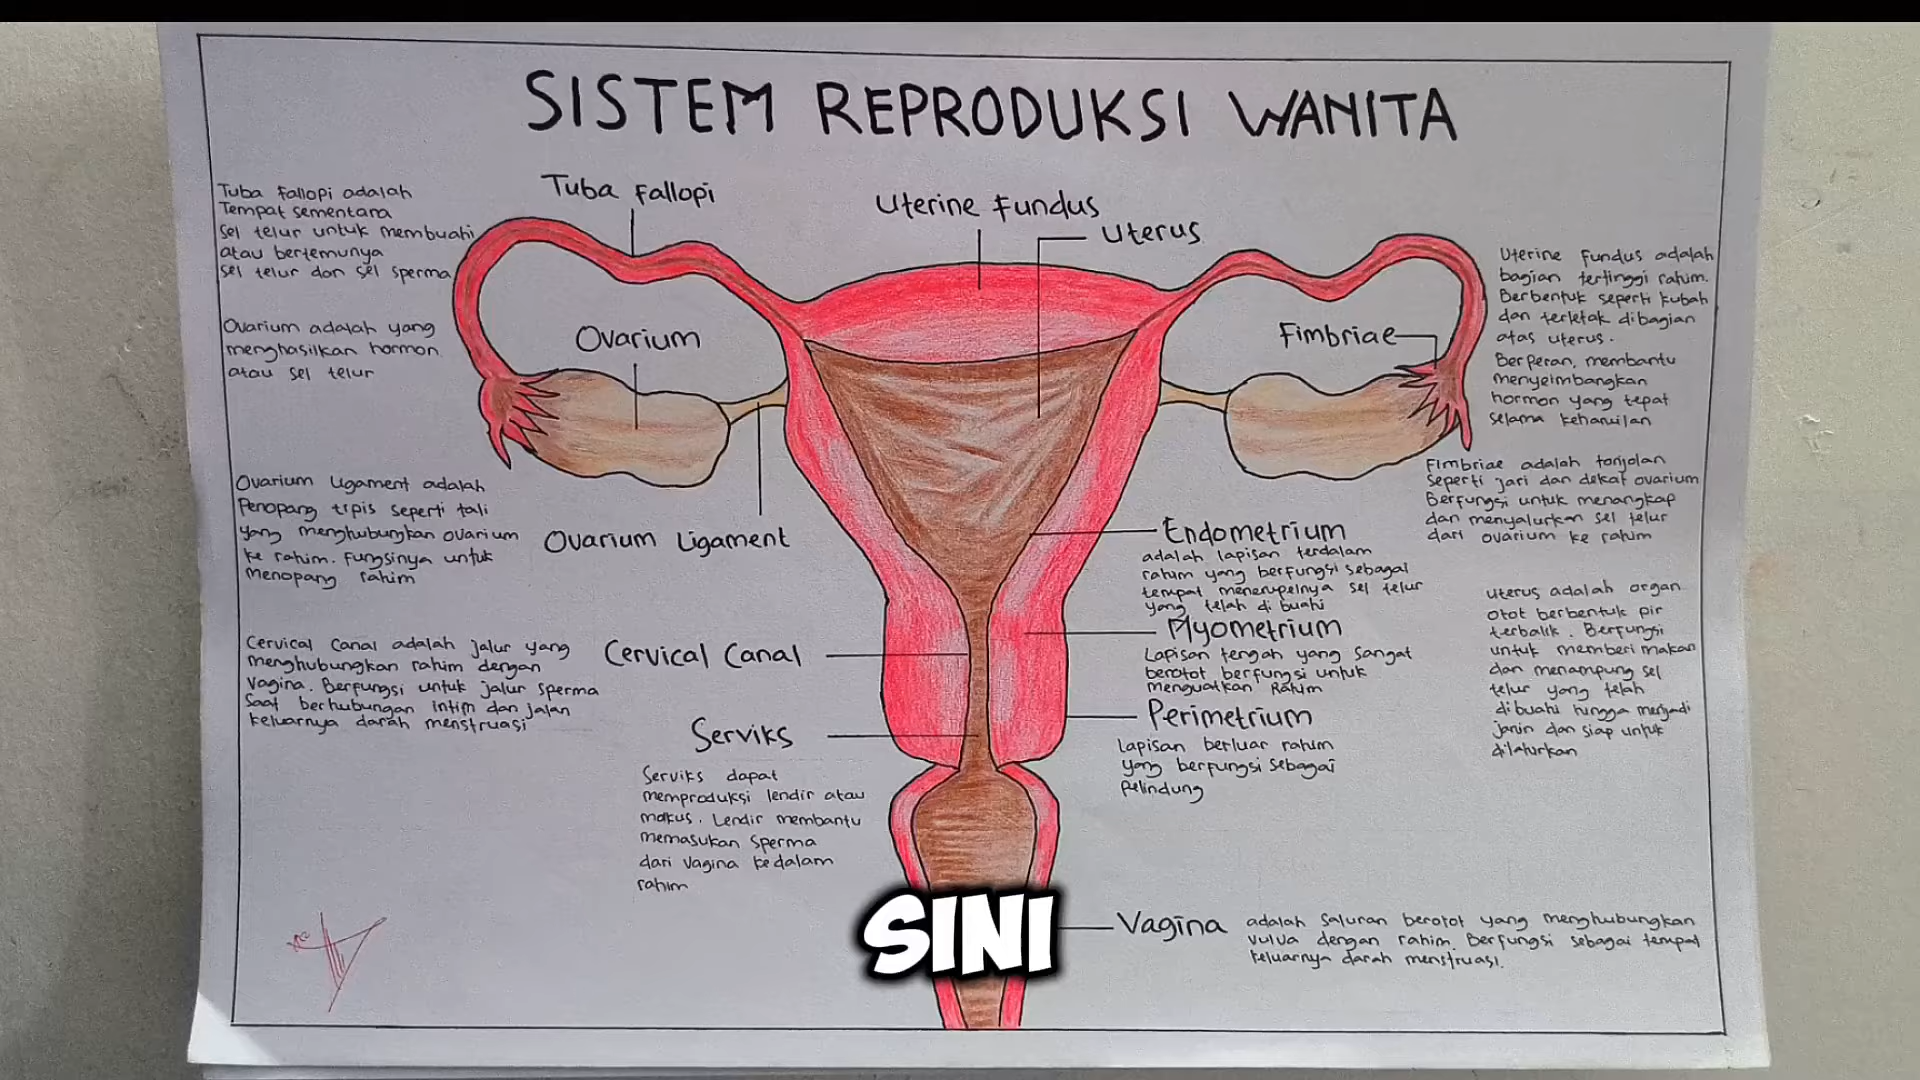 SISTEM REPRODUKSI WANITA
Tuba Fallopi adalah
Tempat sementara
sel telur untuk membuahi
atau bertemunya
sel telur dan sel sperma
Ovarium adalah yang
menghasilkan hormon
atau sel telur
Ovarium Ligament adalah
Penopang tipis seperti tali
yang menghubungkan ovarium
ke rahim. Fungsinya untuk
menopang rahim
Cervical Canal adalah jalur yang
menghubungkan rahim dengan
Vagina. Berfungsi untuk jalur sperma
Saat berhubungan intim dan jalan
keluarnya darah menstruasi
Tuba Fallopi
Uterine Fundus
Uterus
Ovarium
Fimbriae
Ovarium Ligament
Cervical Canal
Serviks
Serviks dapat
memproduksi lendir atau
mukus. Lendir membantu
memasukan sperma
dari vagina kedalam
rahim
Endometrium
adalah lapisan terdalam
rahim yang berfungsi sebagai
tempat menempelnya sel telur
yang telah di buahi
Myometrium
Lapisan tengah yang sangat
berotot berfungsi untuk
menguatkan Rahim
Perimetrium
Lapisan berluar rahim
yang berfungsi sebagai
pelindung
Uterine Fundus adalah
bagian tertinggi rahim.
Berbentuk seperti kubah
dan terletak dibagian
atas uterus.
Berperan, membantu
menyeimbangkan
hormon yang tepat
selama kehamilan
Fimbriae adalah tonjolan
seperti jari dan dekat ovarium
Berfungsi untuk menangkap
dan menyalurkan sel telur
dari ovarium ke rahim
uterus adalah organ
otot berbentuk pir
terbalik. Berfungsi
untuk memberi makan
dan menampung sel
telur yang telah
dibuahi hingga menjadi
janin dan siap untuk
dilahirkan
Vagina
adalah saluran berotot yang menghubungkan
vulva dengan rahim. Berfungsi sebagai tempat
keluarnya darah menstruasi.
SINI